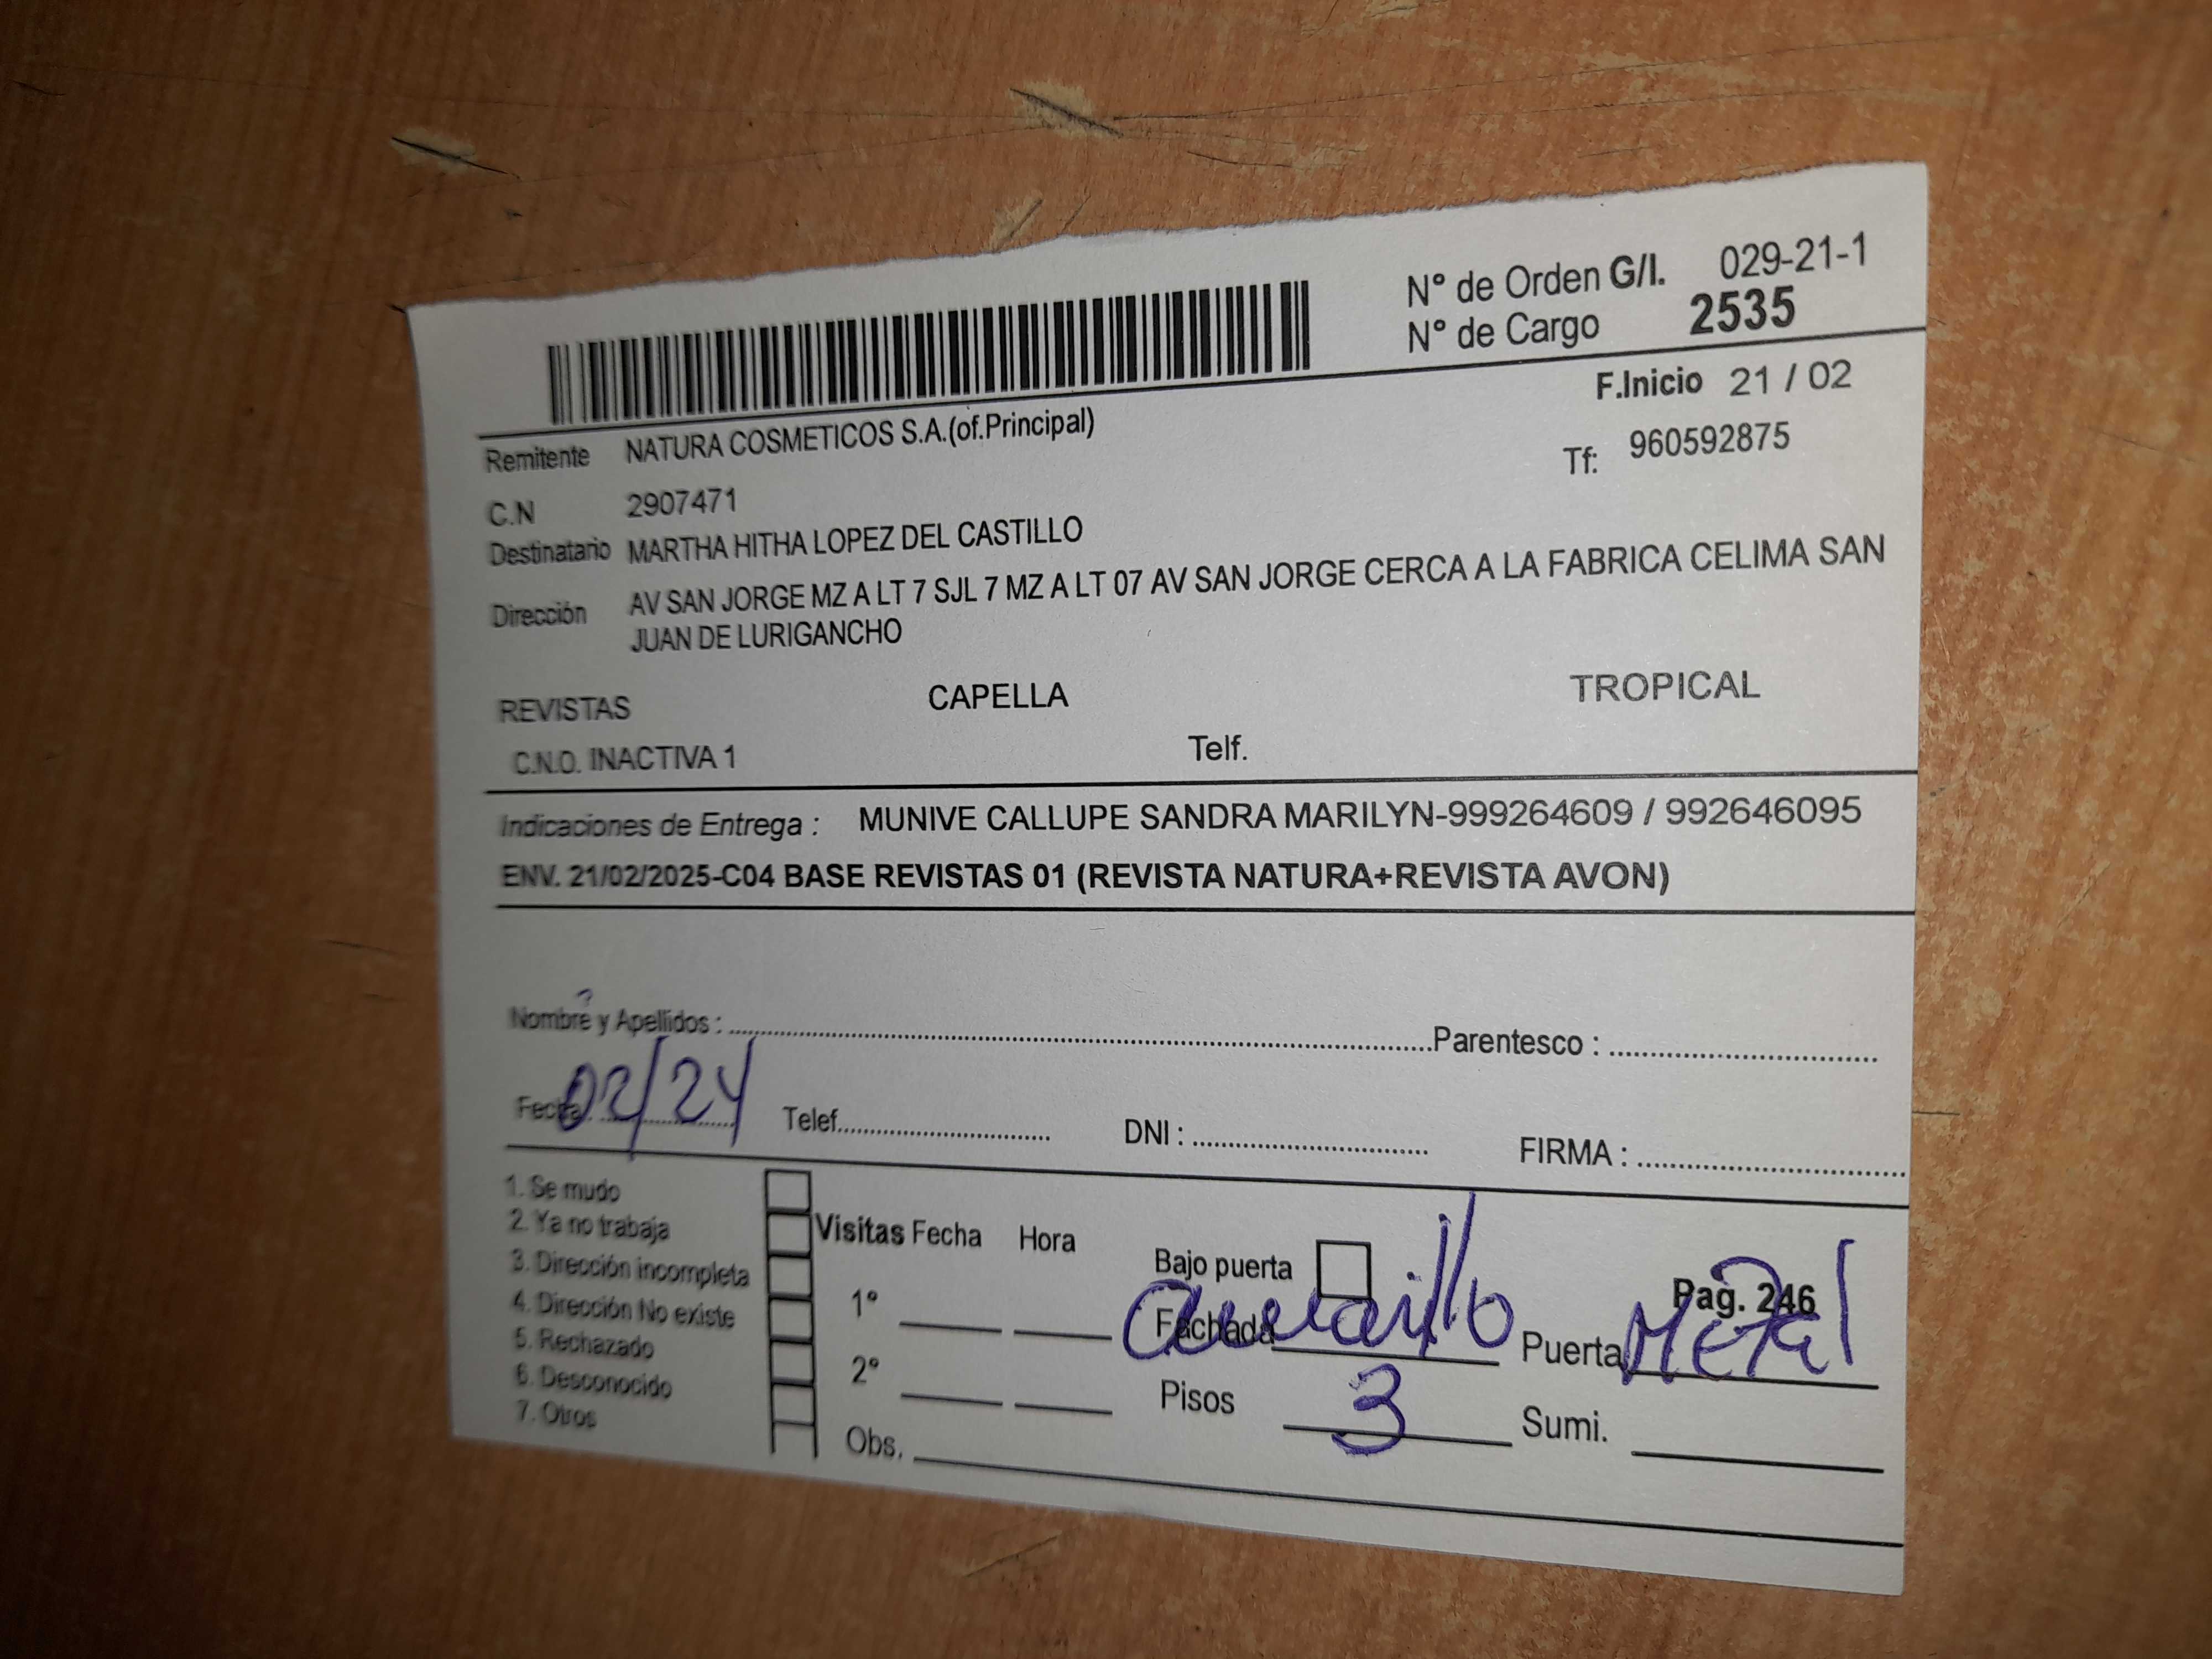 N° de Orden G/I. 029-21-1
N° de Cargo 2535
F.Inicio 21 / 02
Remitente NATURA COSMETICOS S.A.(of.Principal)
Tf: 960592875
C.N 2907471
Destinatario MARTHA HITHA LOPEZ DEL CASTILLO
Dirección AV SAN JORGE MZ A LT 7 SJL 7 MZ A LT 07 AV SAN JORGE CERCA A LA FABRICA CELIMA SAN
JUAN DE LURIGANCHO
REVISTAS CAPELLA TROPICAL
C.N.O. INACTIVA 1 Telf.
Indicaciones de Entrega : MUNIVE CALLUPE SANDRA MARILYN-999264609 / 992646095
ENV. 21/02/2025-C04 BASE REVISTAS 01 (REVISTA NATURA+REVISTA AVON)
Nombre y Apellidos : Parentesco :
Fecha 02/24 Telef. DNI : FIRMA :
1. Se mudo
2. Ya no trabaja
3. Dirección incompleta
4. Dirección No existe
5. Rechazado
6. Desconocido
7. Otros
Visitas Fecha Hora
1°
2°
Obs.
Bajo puerta Pag. 246
Fachada amarillo Puerta Metal
Pisos 3 Sumi.